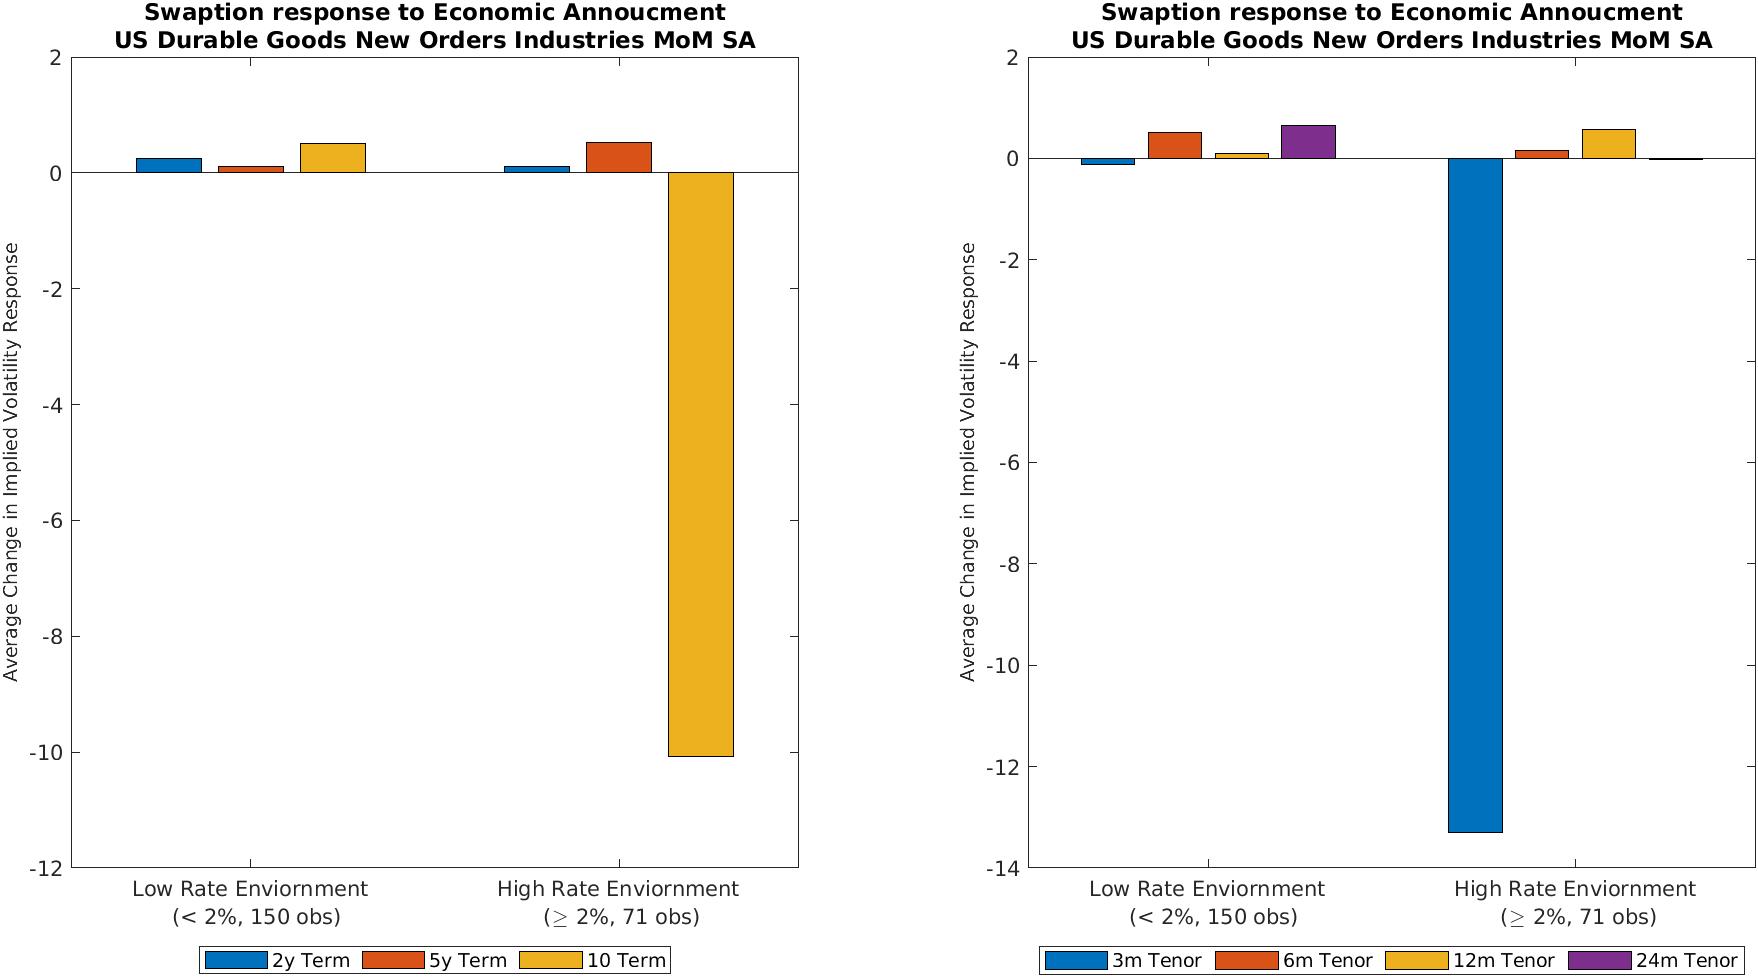 Swaption response to Economic Annoucment
US Durable Goods New Orders Industries MoM SA
Average Change in Implied Volatility Response
2
0
-2
-4
-6
-8
-10
-12
Low Rate Enviornment
(< 2%, 150 obs)
High Rate Enviornment
(≥ 2%, 71 obs)
2y Term 5y Term 10 Term
Swaption response to Economic Annoucment
US Durable Goods New Orders Industries MoM SA
Average Change in Implied Volatility Response
2
0
-2
-4
-6
-8
-10
-12
-14
Low Rate Enviornment
(< 2%, 150 obs)
High Rate Enviornment
(≥ 2%, 71 obs)
3m Tenor 6m Tenor 12m Tenor 24m Tenor